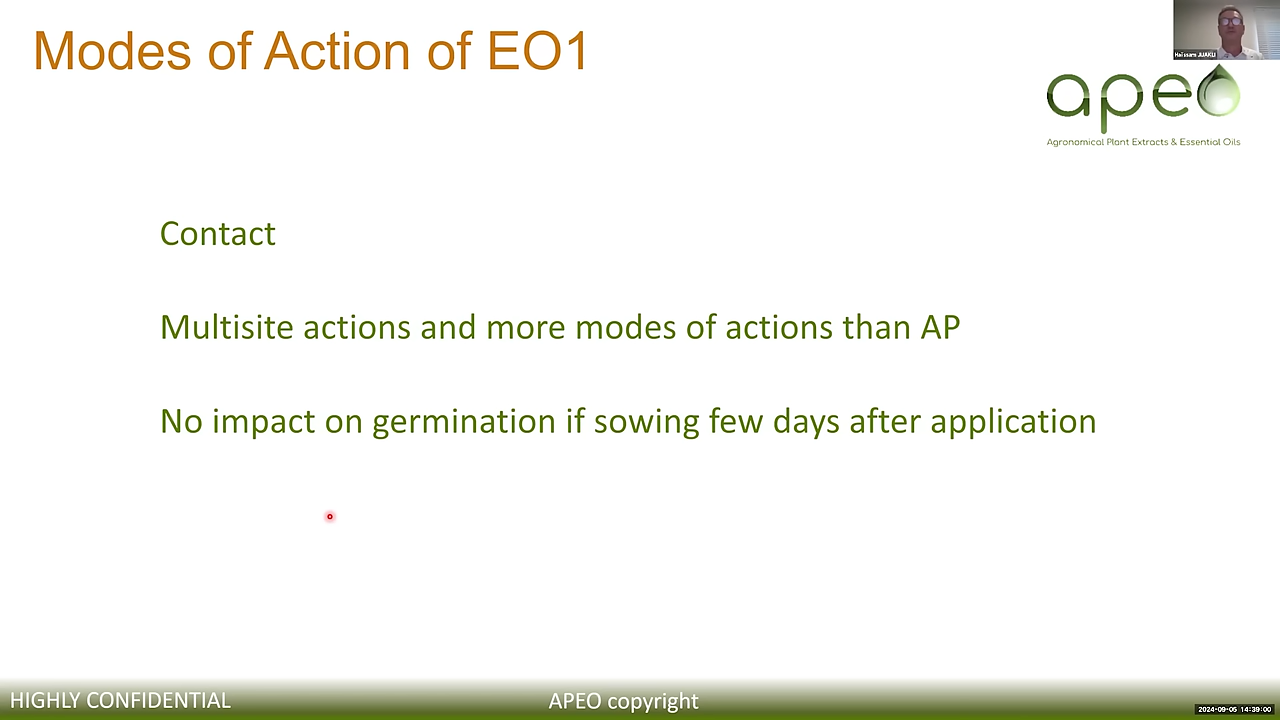 Modes of Action of EO1
Haissam JIJAKLI
apeo
Agronomical Plant Extracts & Essential Oils
Contact
Multisite actions and more modes of actions than AP
No impact on germination if sowing few days after application
HIGHLY CONFIDENTIAL
APEO copyright
2024-09-05 14:39:00